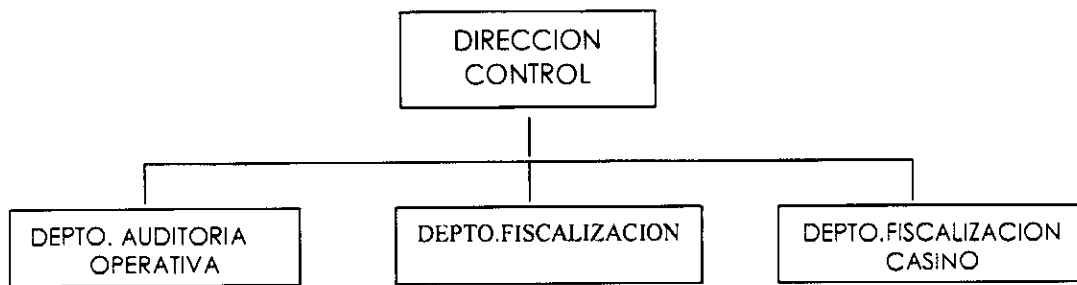 DIRECCION
CONTROL
DEPTO. AUDITORIA
OPERATIVA
DEPTO.FISCALIZACION
DEPTO.FISCALIZACION
CASINO